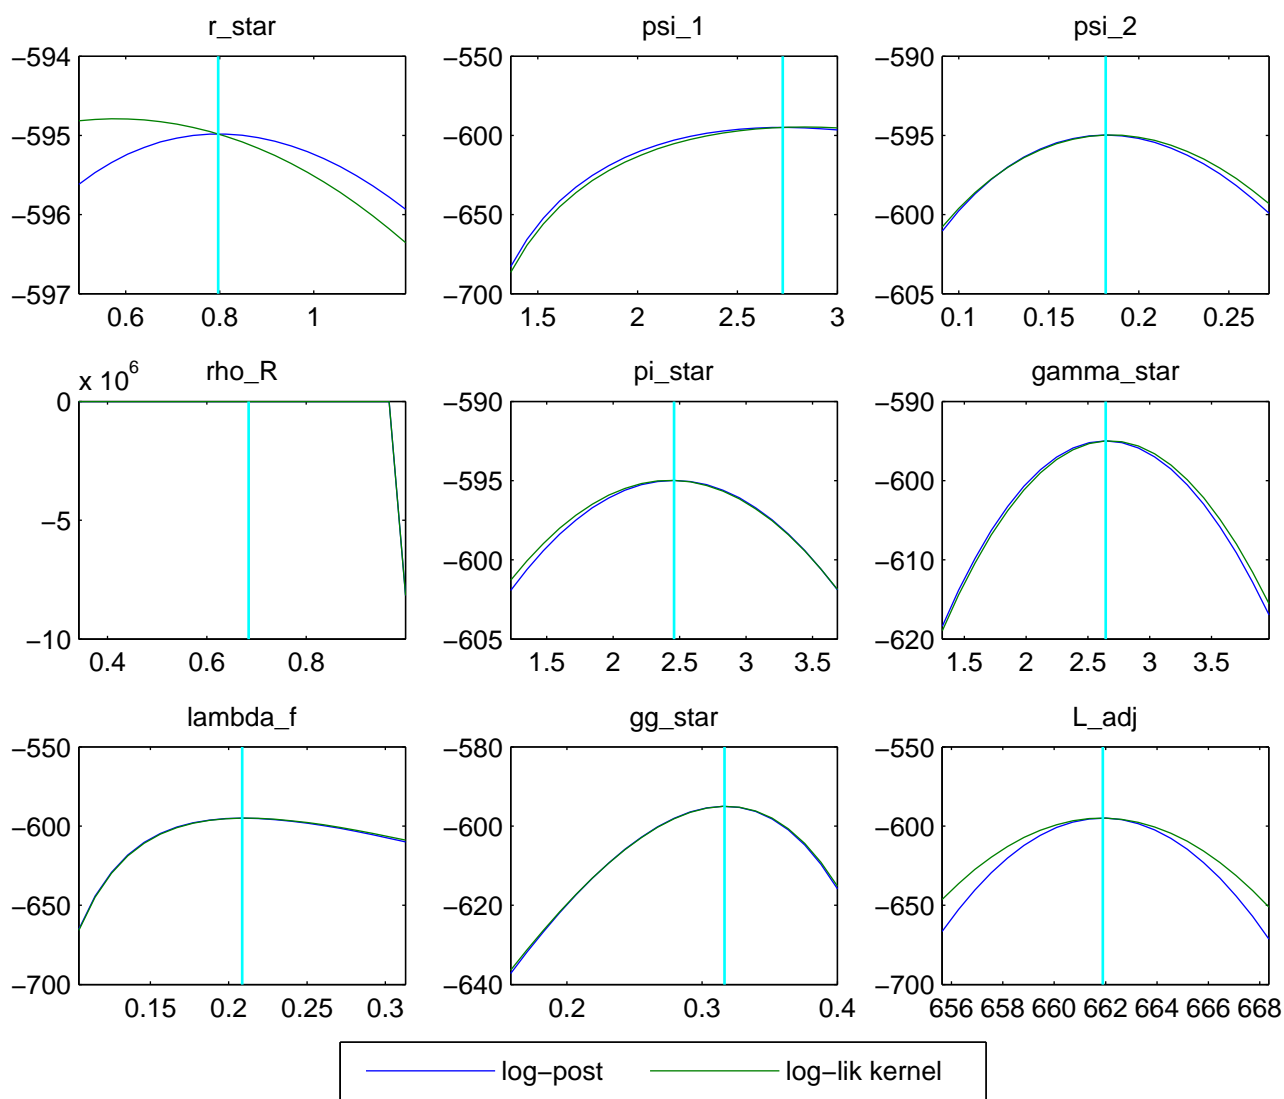 r_star psi_1 psi_2
−594 −550 −590
−595 −600 −595
−596 −650 −600
−597 −700 −605
0.6 0.8 1 1.5 2 2.5 3 0.1 0.15 0.2 0.25
x 10^6
rho_R pi_star gamma_star
0 −590 −590
−595 −600
−5
−600 −610
−10 −605 −620
0.4 0.6 0.8 1.5 2 2.5 3 3.5 1.5 2 2.5 3 3.5
lambda_f gg_star L_adj
−550 −580 −550
−600 −600 −600
−650 −620 −650
−700 −640 −700
0.15 0.2 0.25 0.3 0.2 0.3 0.4 656 658 660 662 664 666 668
log−post log−lik kernel